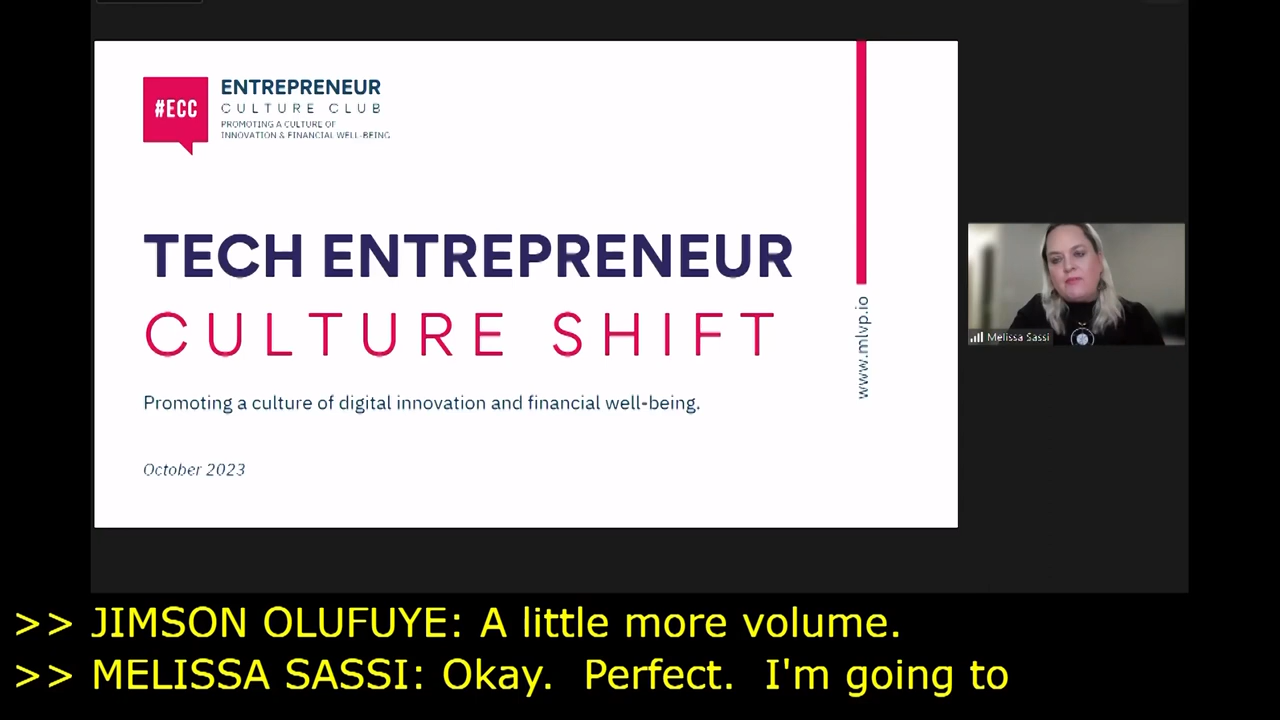 #ECC
ENTREPRENEUR
CULTURE CLUB
PROMOTING A CULTURE OF
INNOVATION & FINANCIAL WELL-BEING
TECH ENTREPRENEUR
CULTURE SHIFT
Promoting a culture of digital innovation and financial well-being.
October 2023
www.mlvp.io
Melissa Sassi
>> JIMSON OLUFUYE: A little more volume.
>> MELISSA SASSI: Okay. Perfect. I'm going to